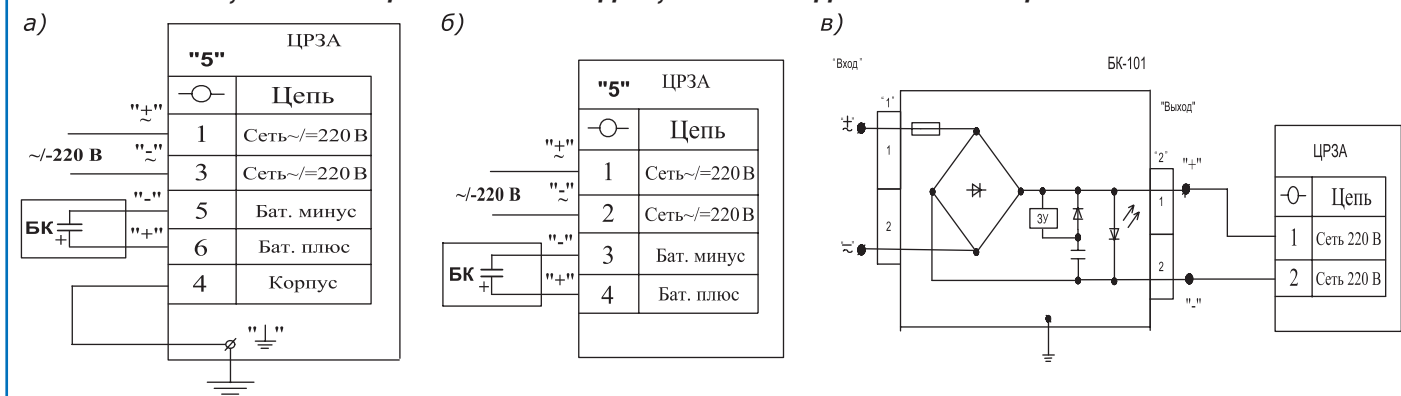 а)
ЦРЗА
"5"
Цепь
"+"
~
1 Сеть~/=220 В
~/-220 В
"-"
~
3 Сеть~/=220 В
"-"
5 Бат. минус
БК
+
"+"
6 Бат. плюс
4 Корпус
"⏚"
б)
"5" ЦРЗА
Цепь
"+"
~
1 Сеть~/=220 В
~/-220 В
"-"
~
2 Сеть~/=220 В
"-"
3 Бат. минус
БК
+
"+"
4 Бат. плюс
в)
"Вход"
БК-101
"1"
"Выход"
1
2
ЗУ
"2"
"+"
1
2
"-"
ЦРЗА
Цепь
1 Сеть 220 В
2 Сеть 220 В